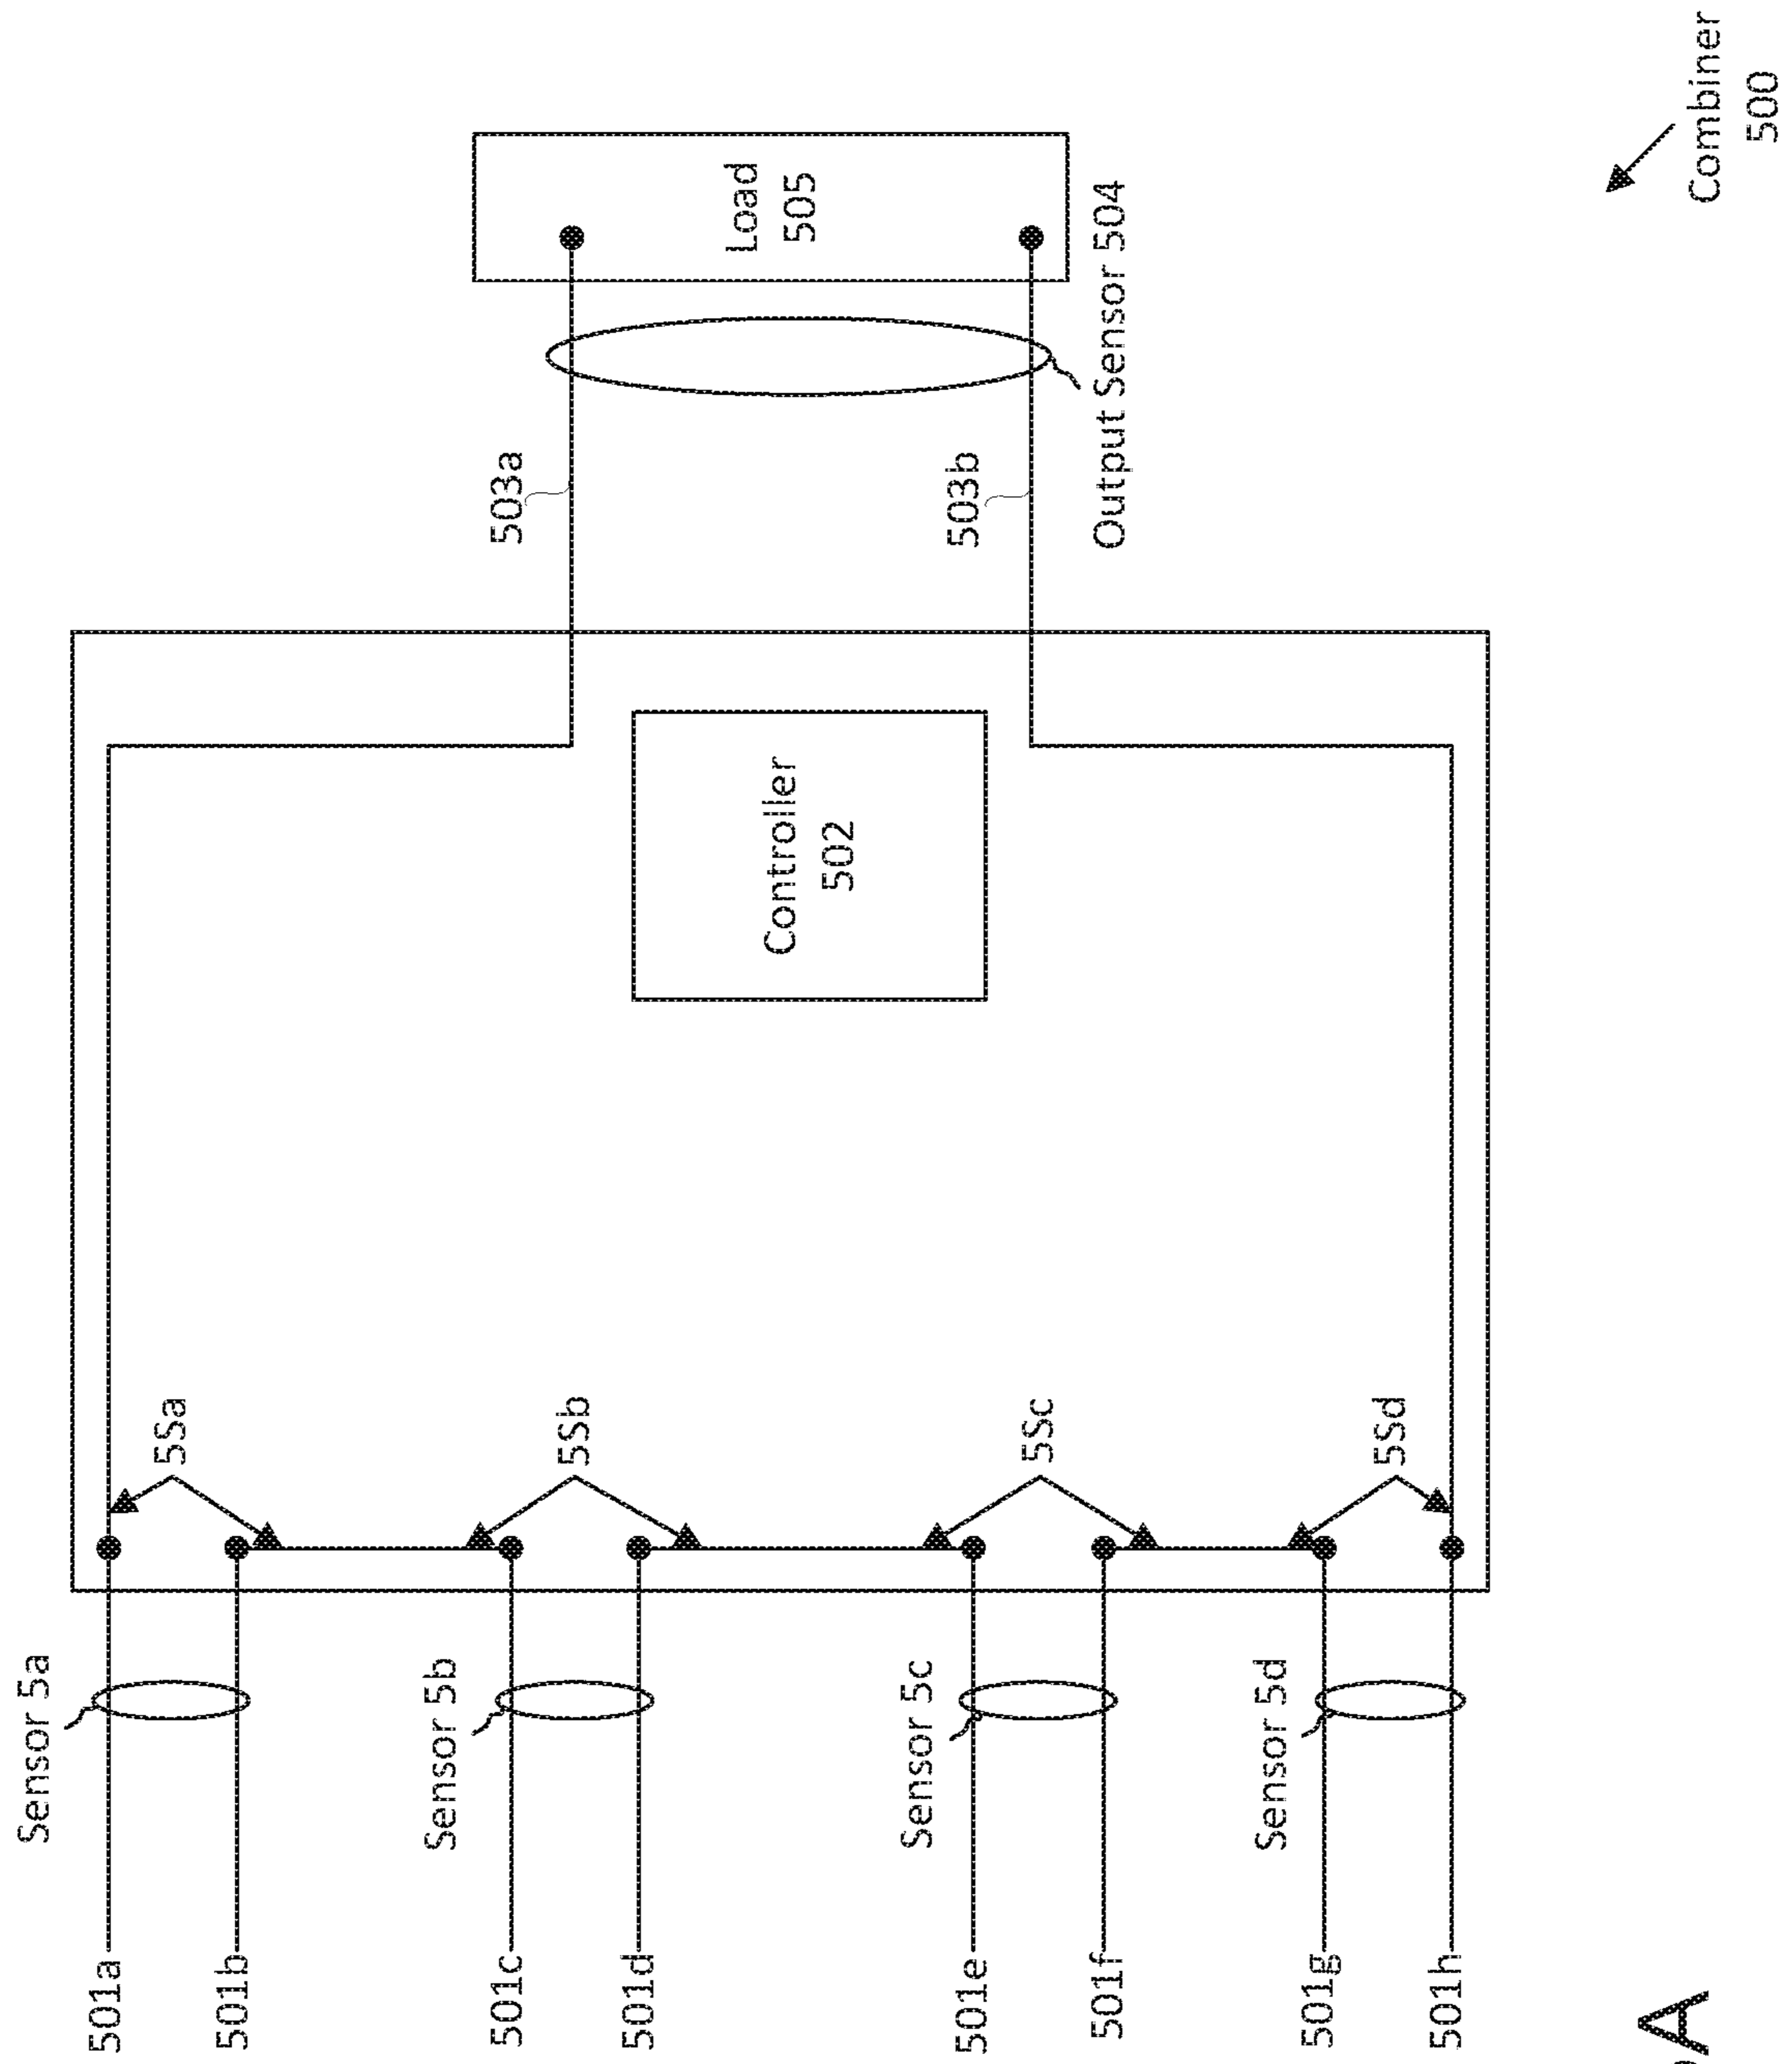 Sensor 5a
501a
501b
5Sa
Sensor 5b
501c
501d
5Sb
Sensor 5c
501e
501f
5Sc
Sensor 5d
501g
501h
5Sd
Controller
502
503a
503b
Output Sensor 504
Load
505
Combiner
500